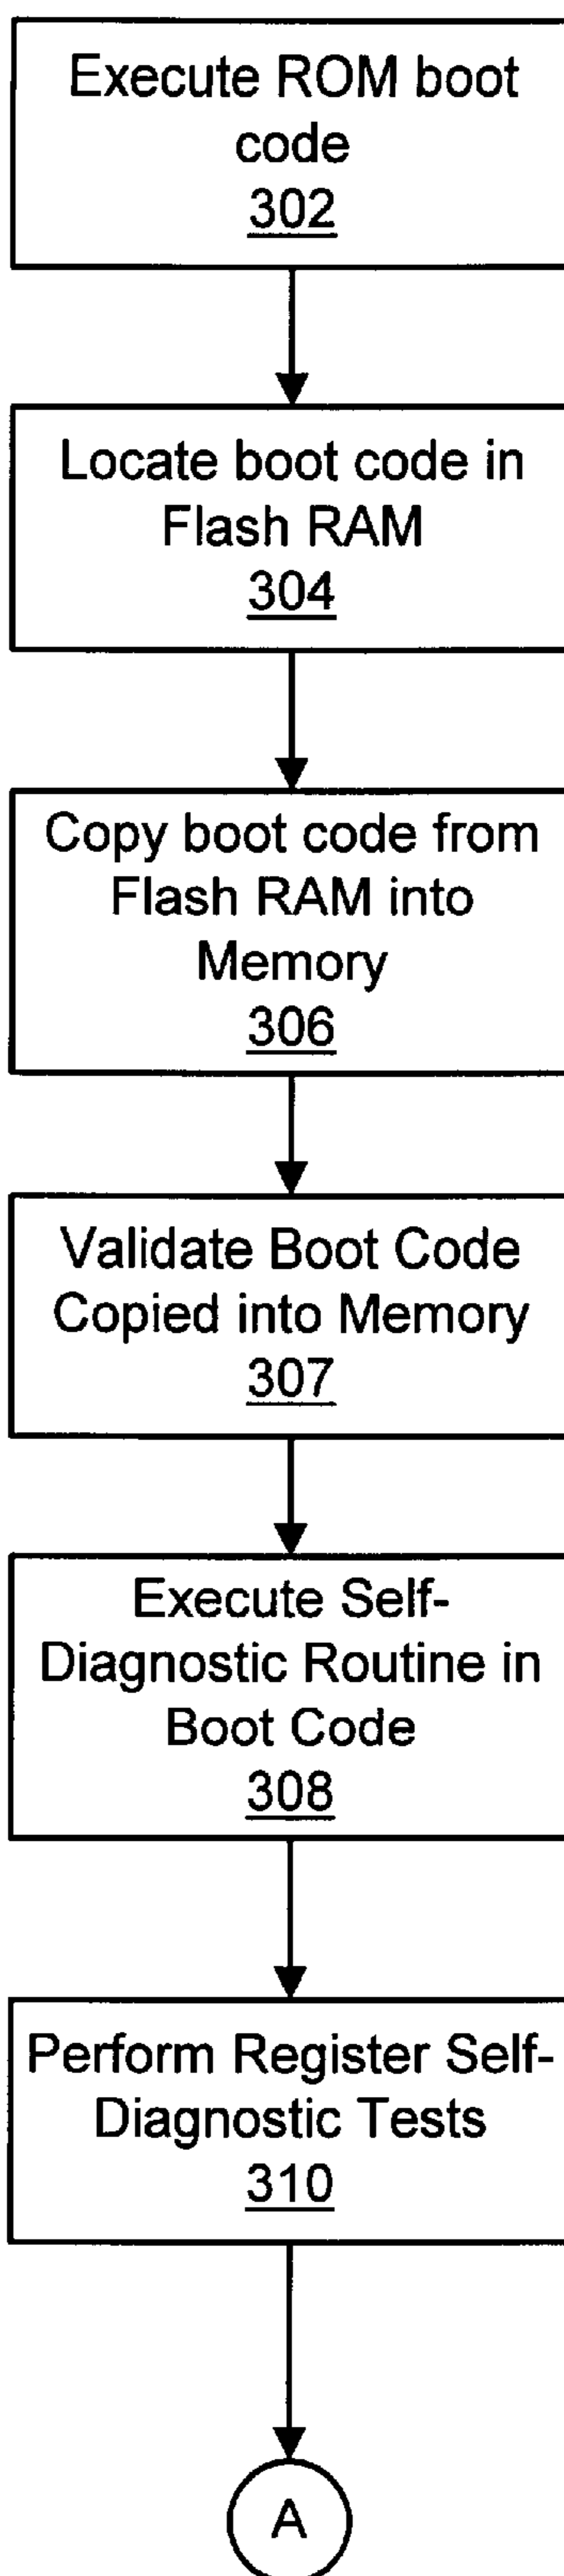 Execute ROM boot
code
302
Locate boot code in
Flash RAM
304
Copy boot code from
Flash RAM into
Memory
306
Validate Boot Code
Copied into Memory
307
Execute Self-
Diagnostic Routine in
Boot Code
308
Perform Register Self-
Diagnostic Tests
310
A